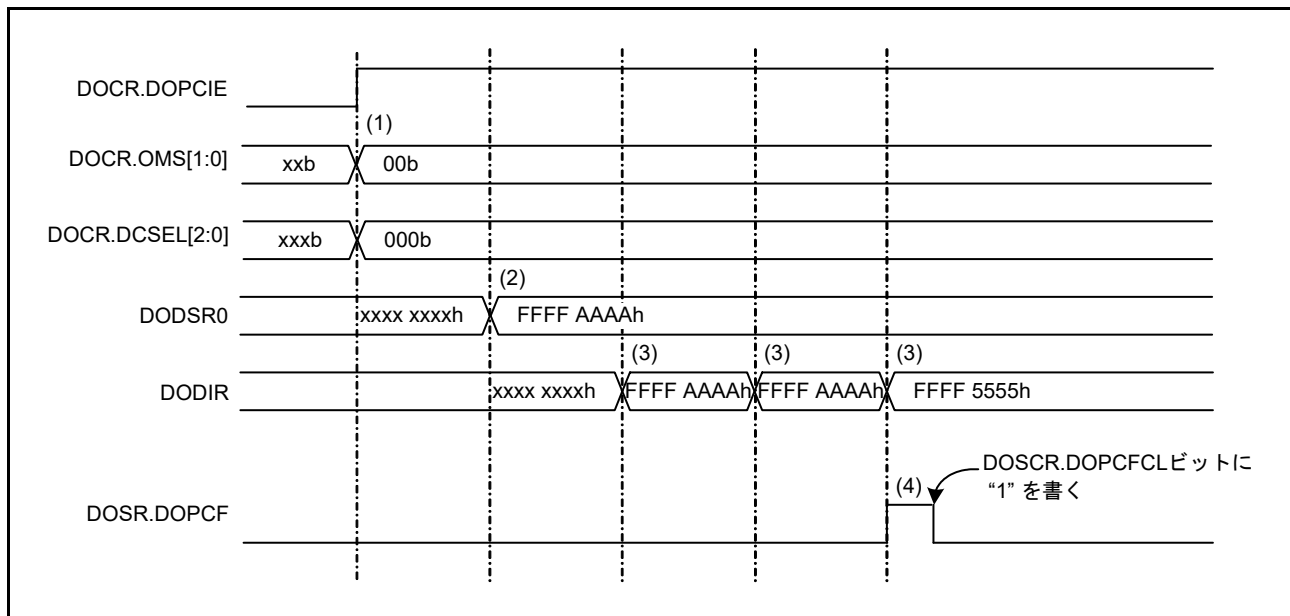 DOCR.DOPCIE
(1)
DOCR.OMS[1:0] xxb 00b
DOCR.DCSEL[2:0] xxxb 000b
(2)
DODSR0 xxxx xxxxh FFFF AAAAh
(3) (3) (3)
DODIR xxxx xxxxh FFFF AAAAh FFFF AAAAh FFFF 5555h
DOSCR.DOPCFCLビットに
(4) “1” を書く
DOSR.DOPCF